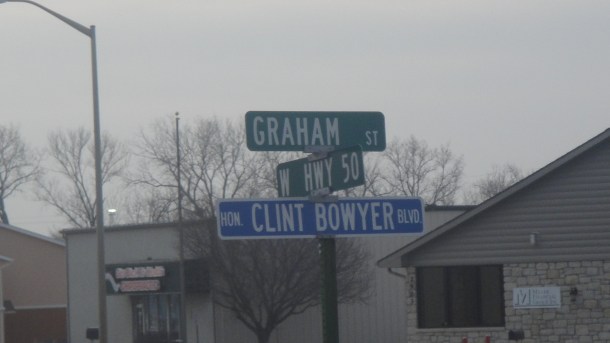 GRAHAM ST
W HWY 50
HON. CLINT BOWYER BLVD.